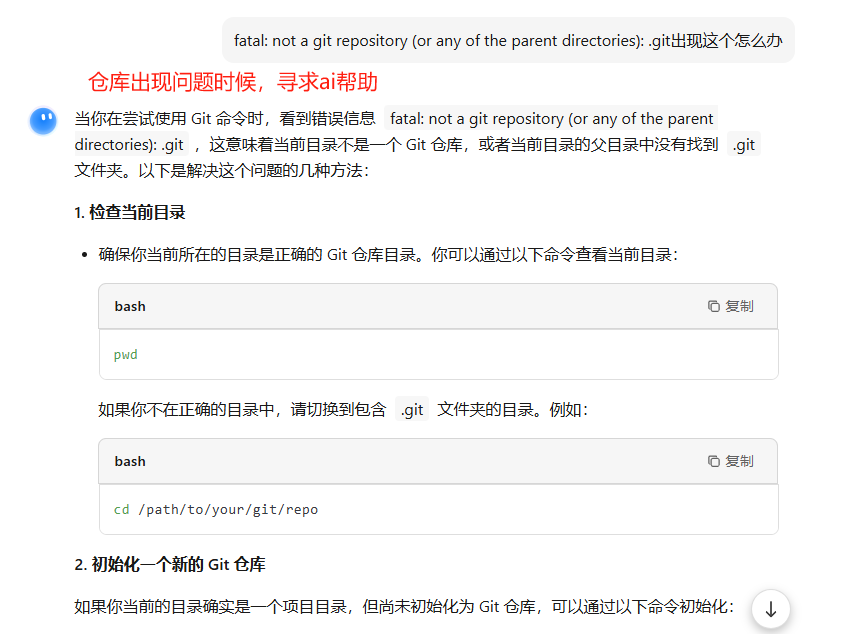 fatal: not a git repository (or any of the parent directories): .git出现这个怎么办
仓库出现问题时候，寻求ai帮助
当你在尝试使用 Git 命令时，看到错误信息 fatal: not a git repository (or any of the parent
directories): .git ，这意味着当前目录不是一个 Git 仓库，或者当前目录的父目录中没有找到 .git
文件夹。以下是解决这个问题的几种方法：
1. 检查当前目录
• 确保你当前所在的目录是正确的 Git 仓库目录。你可以通过以下命令查看当前目录：
bash 复制
pwd
如果你不在正确的目录中，请切换到包含 .git 文件夹的目录。例如：
bash 复制
cd /path/to/your/git/repo
2. 初始化一个新的 Git 仓库
如果你当前的目录确实是一个项目目录，但尚未初始化为 Git 仓库，可以通过以下命令初始化：